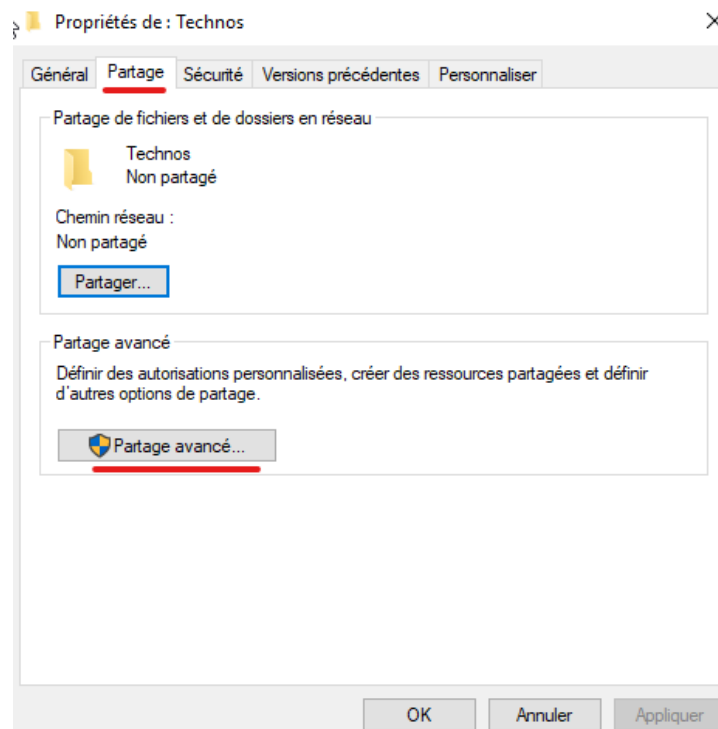 Propriétés de : Technos
Général Partage Sécurité Versions précédentes Personnaliser
Partage de fichiers et de dossiers en réseau
Technos
Non partagé
Chemin réseau :
Non partagé
Partager...
Partage avancé
Définir des autorisations personnalisées, créer des ressources partagées et définir
d'autres options de partage.
Partage avancé...
OK Annuler Appliquer